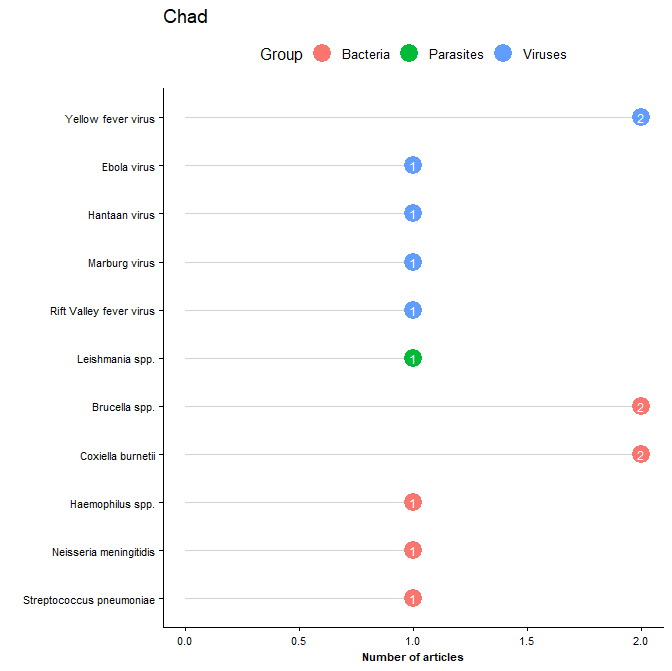 Chad
Group Bacteria Parasites Viruses
Yellow fever virus 2
Ebola virus 1
Hantaan virus 1
Marburg virus 1
Rift Valley fever virus 1
Leishmania spp. 1
Brucella spp. 2
Coxiella burnetii 2
Haemophilus spp. 1
Neisseria meningitidis 1
Streptococcus pneumoniae 1
0.0 0.5 1.0 1.5 2.0
Number of articles